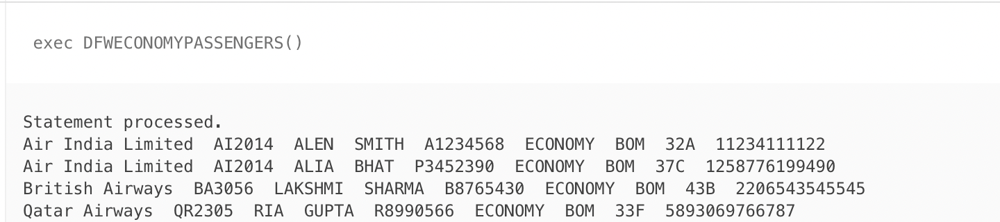 exec DFWECONOMYPASSENGERS()
Statement processed.
Air India Limited  AI2014  ALEN  SMITH  A1234568  ECONOMY  BOM  32A  11234111122
Air India Limited  AI2014  ALIA  BHAT  P3452390  ECONOMY  BOM  37C  1258776199490
British Airways  BA3056  LAKSHMI  SHARMA  B8765430  ECONOMY  BOM  43B  2206543545545
Qatar Airways  QR2305  RIA  GUPTA  R8990566  ECONOMY  BOM  33F  5893069766787